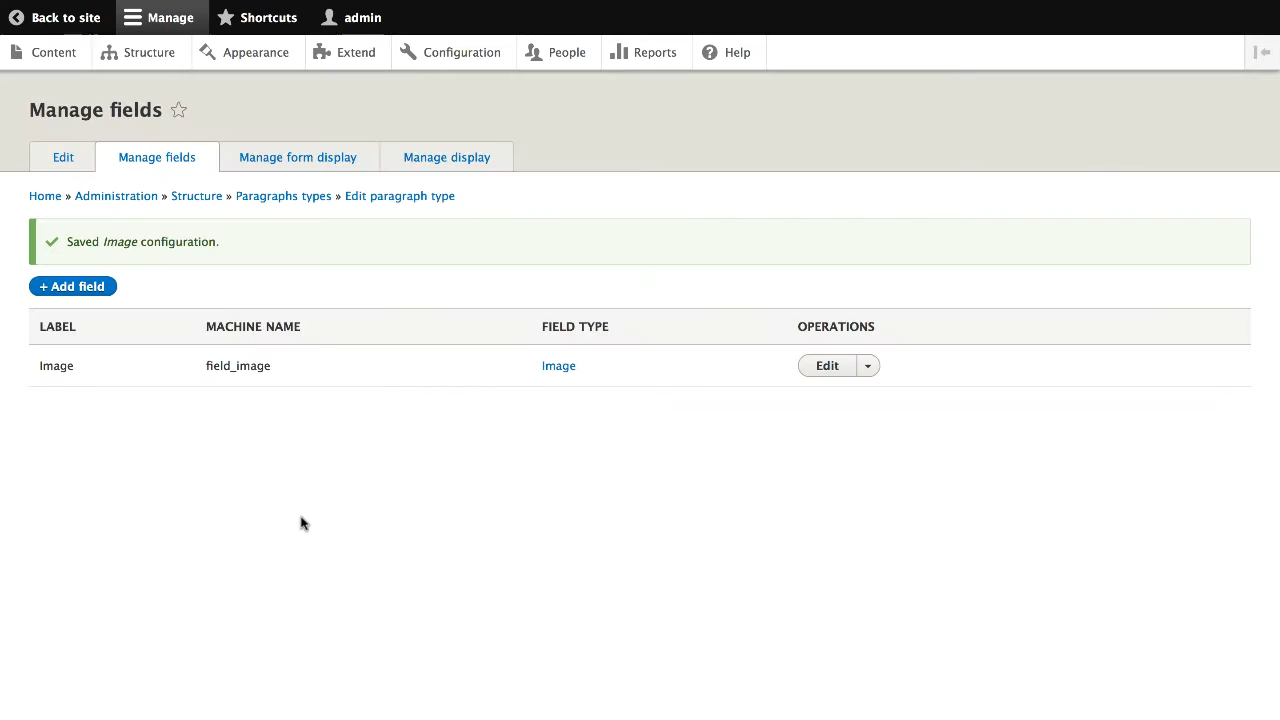 Back to site Manage Shortcuts admin
Content Structure Appearance Extend Configuration People Reports Help
Manage fields
Edit Manage fields Manage form display Manage display
Home » Administration » Structure » Paragraphs types » Edit paragraph type
Saved Image configuration.
+ Add field
LABEL MACHINE NAME FIELD TYPE OPERATIONS
Image field_image Image Edit